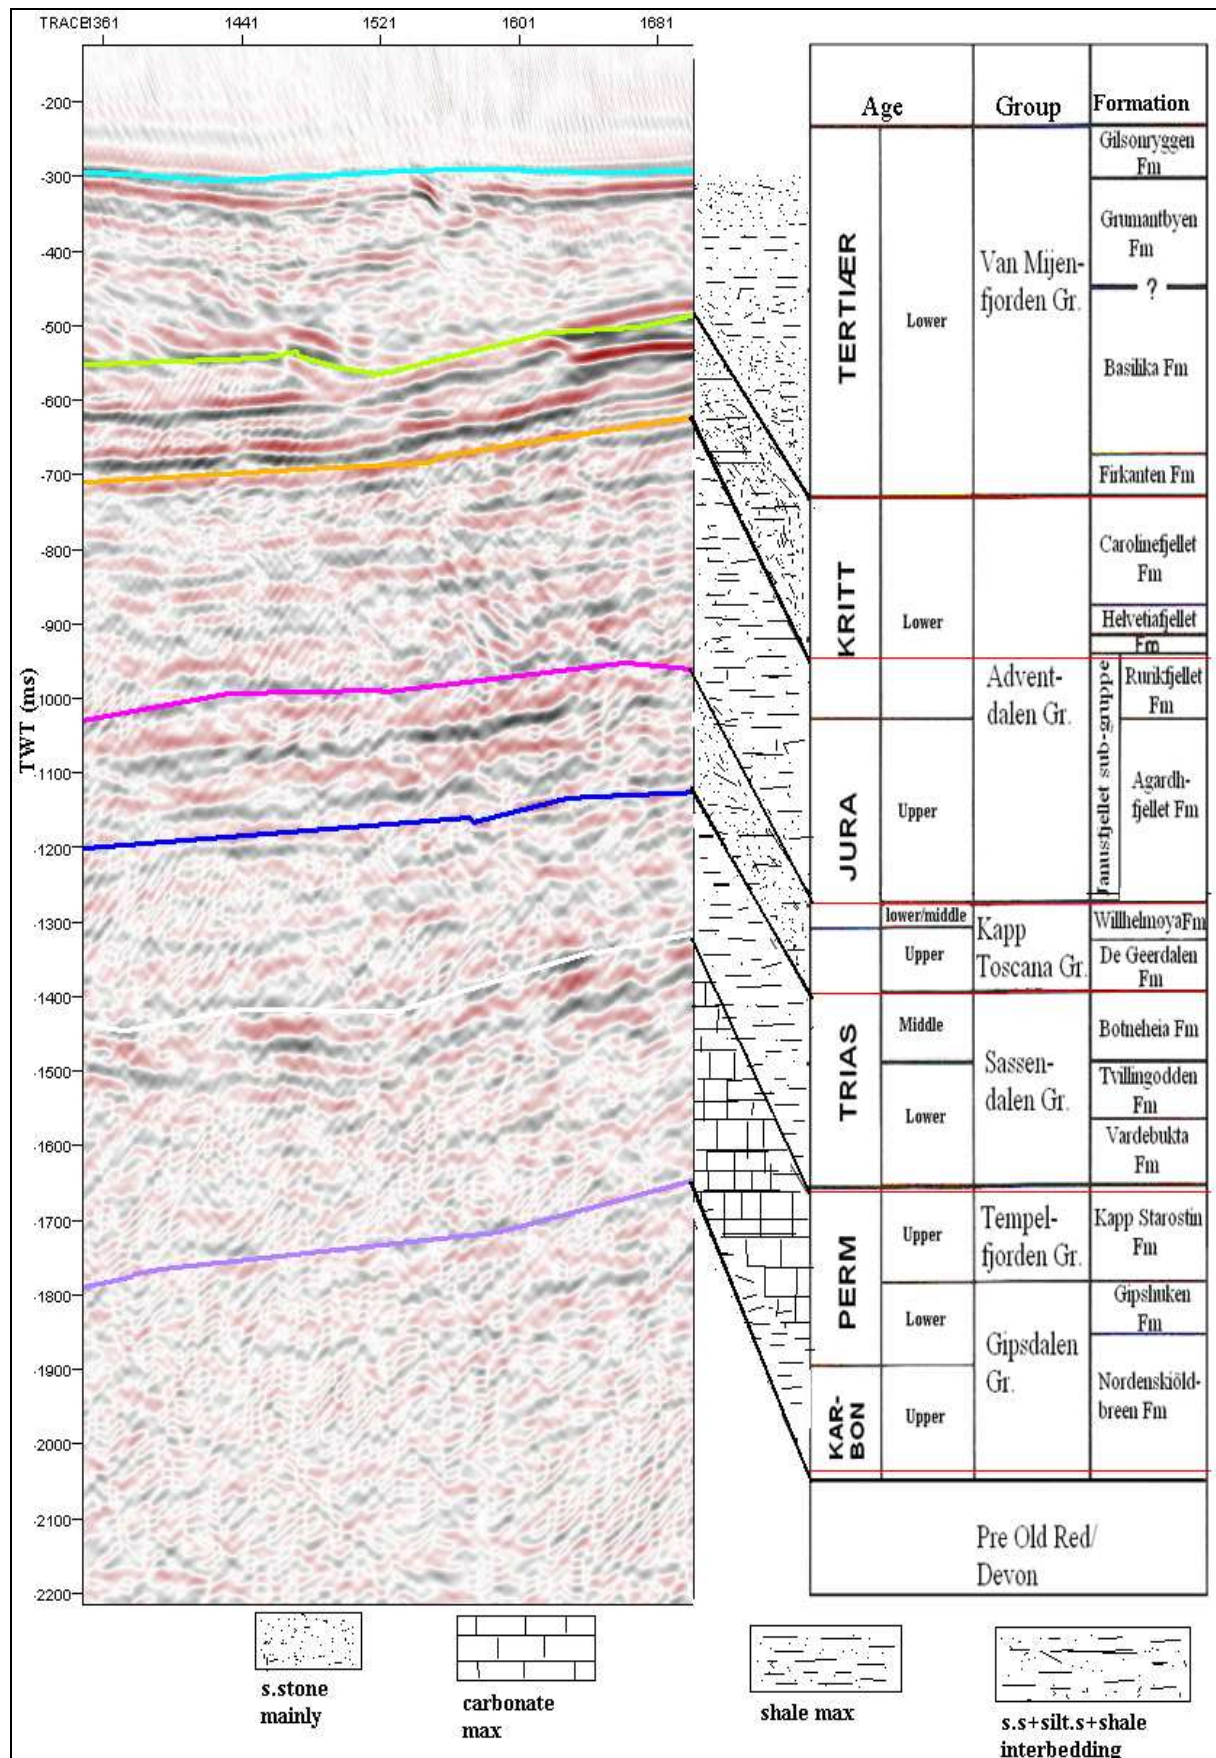 TRACE 1361 1441 1521 1601 1681
TWT (ms)
-200
-300
-400
-500
-600
-700
-800
-900
-1000
-1100
-1200
-1300
-1400
-1500
-1600
-1700
-1800
-1900
-2000
-2100
-2200
Age Group Formation
TERTIÆR
Lower
Van Mijen-
fjorden Gr.
Gilsonryggen
Fm
Grumantbyen
Fm
?
Basilika Fm
Firkanten Fm
KRITT
Lower
Advent-
dalen Gr.
Carolinefjellet
Fm
Helvetiafjellet
Fm
Janusfjellet sub-gruppe
Rurikfjellet
Fm
JURA
Upper
Agardh-
fjellet Fm
lower/middle
Kapp
Toscana Gr.
WillhelmoyaFm
Upper
De Geerdalen
Fm
TRIAS
Middle
Sassen-
dalen Gr.
Botneheia Fm
Lower
Tvillingodden
Fm
Vardebukta
Fm
PERM
Upper
Tempel-
fjorden Gr.
Kapp Starostin
Fm
Lower
Gipsdalen
Gr.
Gipshuken
Fm
KAR-
BON
Upper
Nordenskiöld-
breen Fm
Pre Old Red/
Devon
s.stone
mainly
carbonate
max
shale max
s.s+silt.s+shale
interbedding